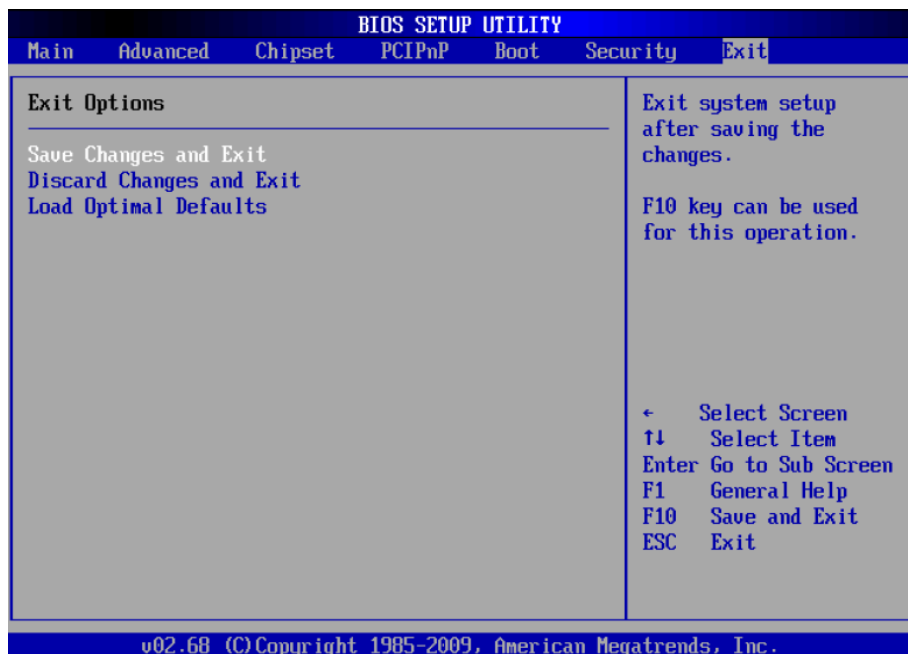 BIOS SETUP UTILITY
Main Advanced Chipset PCIPnP Boot Security Exit
Exit Options
Save Changes and Exit
Discard Changes and Exit
Load Optimal Defaults
Exit system setup
after saving the
changes.
F10 key can be used
for this operation.
← Select Screen
↑↓ Select Item
Enter Go to Sub Screen
F1 General Help
F10 Save and Exit
ESC Exit
v02.68 (C)Copyright 1985-2009, American Megatrends, Inc.